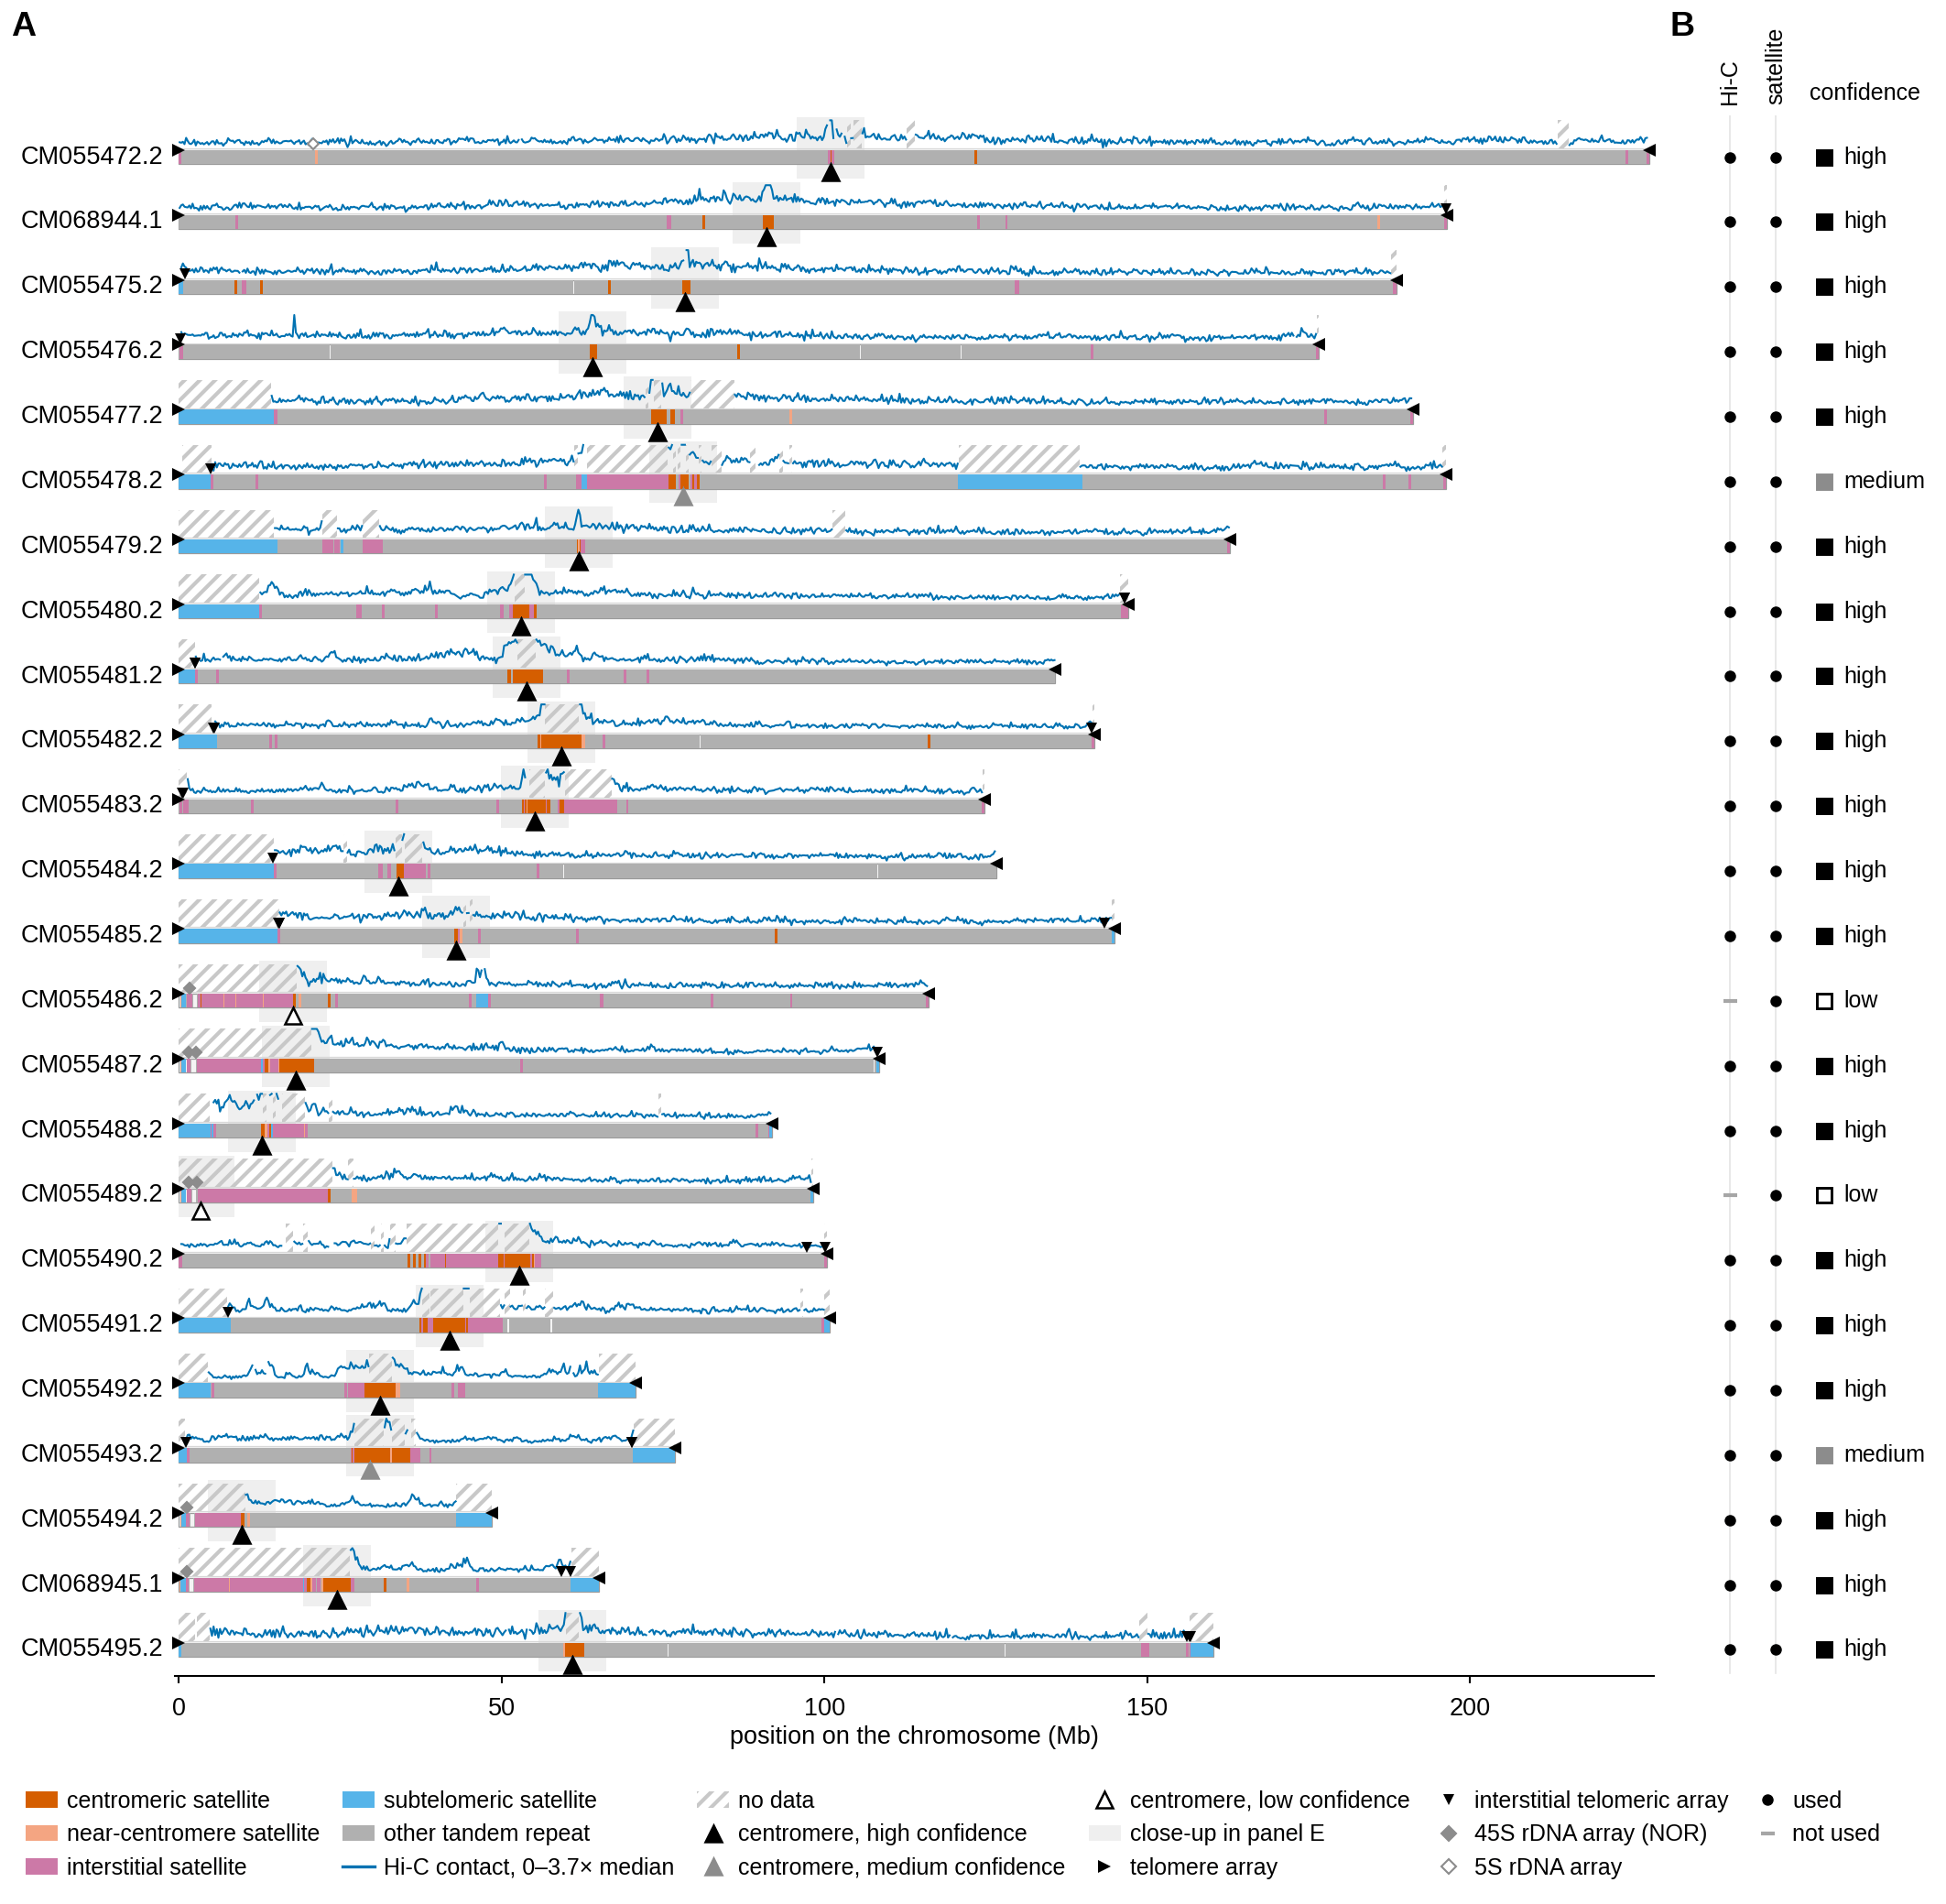 A
B
Hi-C
satellite
confidence
CM055472.2 high
CM068944.1 high
CM055475.2 high
CM055476.2 high
CM055477.2 high
CM055478.2 medium
CM055479.2 high
CM055480.2 high
CM055481.2 high
CM055482.2 high
CM055483.2 high
CM055484.2 high
CM055485.2 high
CM055486.2 low
CM055487.2 high
CM055488.2 high
CM055489.2 low
CM055490.2 high
CM055491.2 high
CM055492.2 high
CM055493.2 medium
CM055494.2 high
CM068945.1 high
CM055495.2 high
0 50 100 150 200
position on the chromosome (Mb)
centromeric satellite subtelomeric satellite no data centromere, low confidence interstitial telomeric array used
near-centromere satellite other tandem repeat centromere, high confidence close-up in panel E 45S rDNA array (NOR) not used
interstitial satellite Hi-C contact, 0–3.7× median centromere, medium confidence telomere array 5S rDNA array